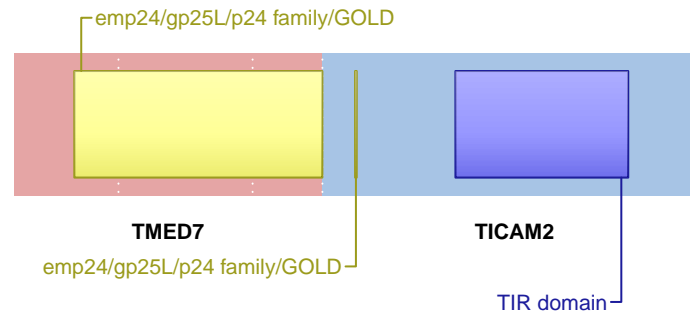 emp24/gp25L/p24 family/GOLD
TMED7
TICAM2
emp24/gp25L/p24 family/GOLD
TIR domain